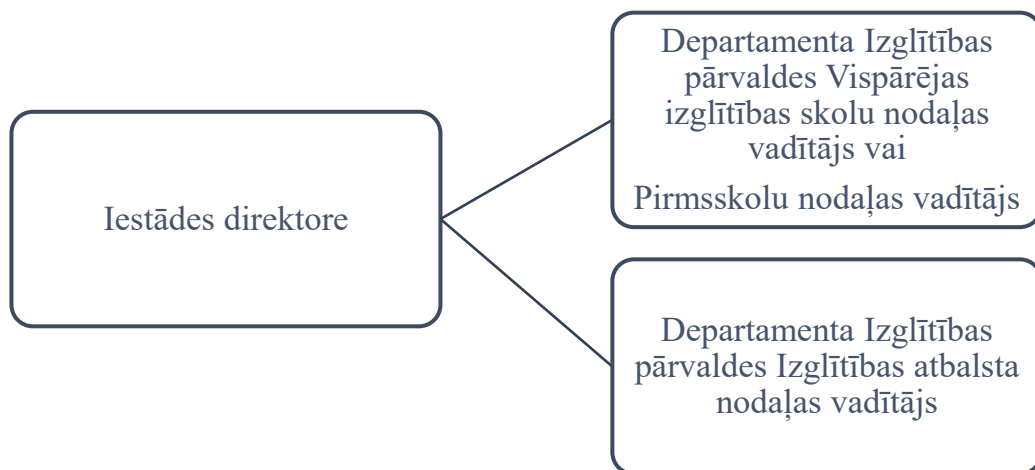 Iestādes direktore
Departamenta Izglītības
pārvaldes Vispārējas
izglītības skolu nodaļas
vadītājs vai
Pirmsskolu nodaļas vadītājs
Departamenta Izglītības
pārvaldes Izglītības atbalsta
nodaļas vadītājs